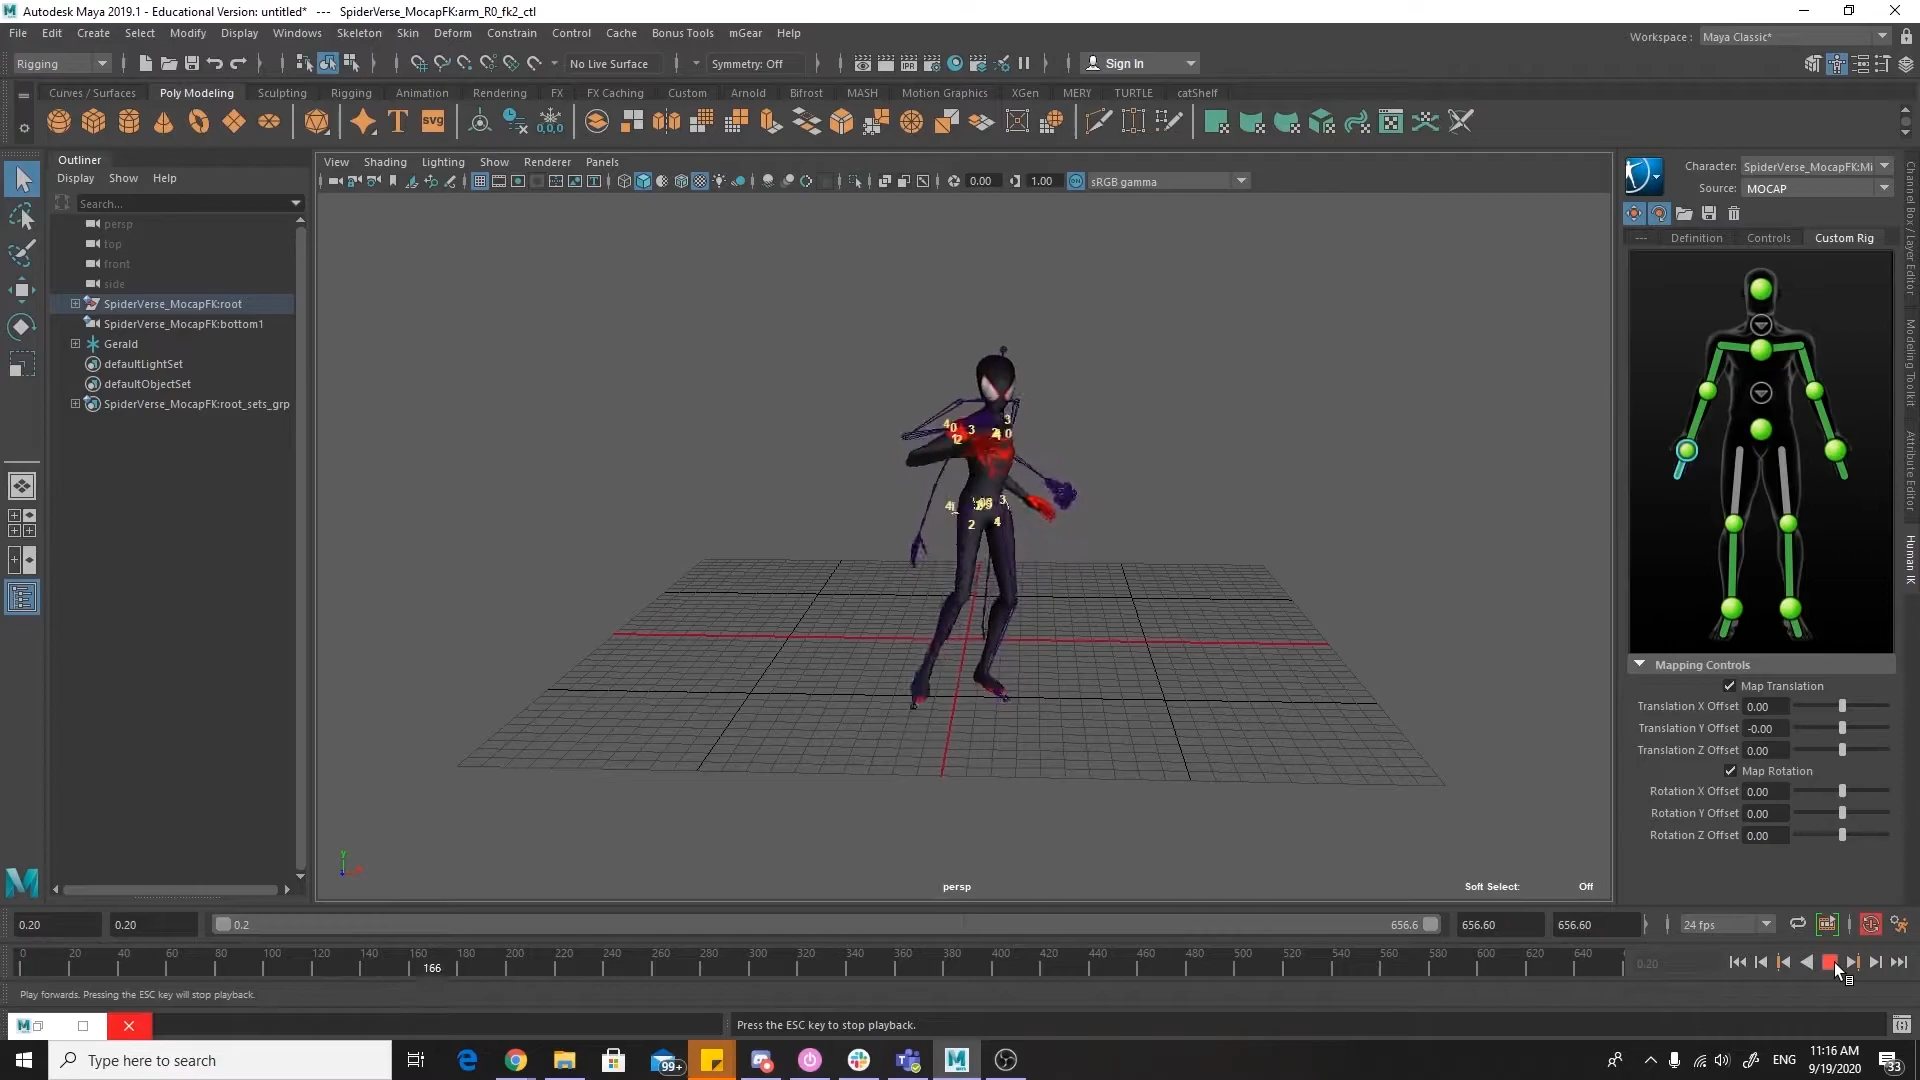 Autodesk Maya 2019.1 - Educational Version: untitled*   ---   SpiderVerse_MocapFK:arm_R0_fk2_ctl
File Edit Create Select Modify Display Windows Skeleton Skin Deform Constrain Control Cache Bonus Tools mGear Help
Workspace : Maya Classic*
Rigging No Live Surface Symmetry: Off Sign In
Curves / Surfaces Poly Modeling Sculpting Rigging Animation Rendering FX FX Caching Custom Arnold Bifrost MASH Motion Graphics XGen MERY TURTLE catShelf
T svg 0,0,0
Outliner
Display Show Help
Search...
persp
top
front
side
SpiderVerse_MocapFK:root
SpiderVerse_MocapFK:bottom1
Gerald
defaultLightSet
defaultObjectSet
SpiderVerse_MocapFK:root_sets_grp
View Shading Lighting Show Renderer Panels
0.00 1.00 sRGB gamma
persp
Soft Select: Off
Character: SpiderVerse_MocapFK:Mi
Source: MOCAP
--- Definition Controls Custom Rig
Mapping Controls
Map Translation
Translation X Offset 0.00
Translation Y Offset -0.00
Translation Z Offset 0.00
Map Rotation
Rotation X Offset 0.00
Rotation Y Offset 0.00
Rotation Z Offset 0.00
Channel Box / Layer Editor
Modeling Toolkit
Attribute Editor
Human IK
0.20 0.20 0.2 656.6 656.60 656.60 24 fps
0 20 40 60 80 100 120 140 160 180 200 220 240 260 280 300 320 340 360 380 400 420 440 460 480 500 520 540 560 580 600 620 640
166 0.20
Play forwards. Pressing the ESC key will stop playback.
Press the ESC key to stop playback.
Type here to search
99+
ENG
11:16 AM
9/19/2020
33